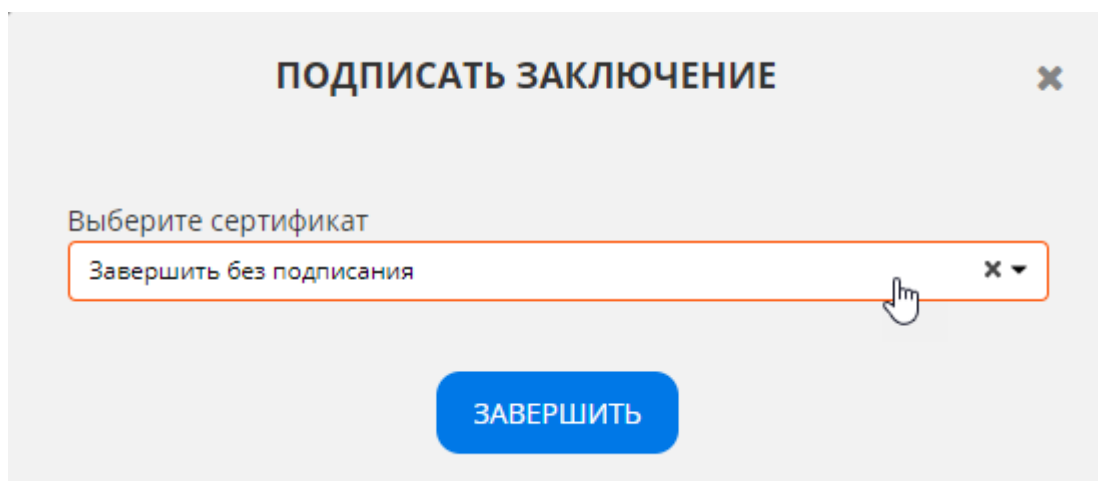 ПОДПИСАТЬ ЗАКЛЮЧЕНИЕ
Выберите сертификат
Завершить без подписания
ЗАВЕРШИТЬ